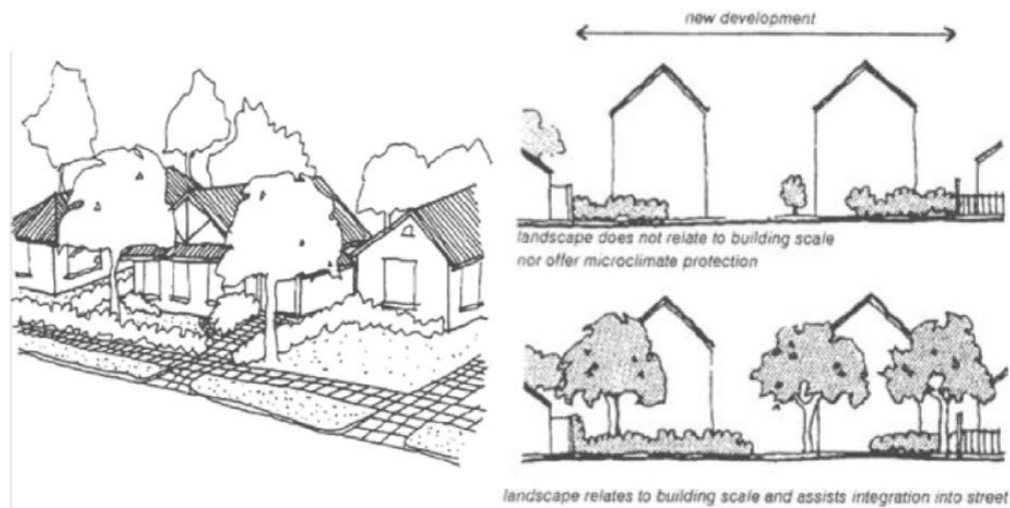 new development
landscape does not relate to building scale
nor offer microclimate protection
landscape relates to building scale and assists integration into street